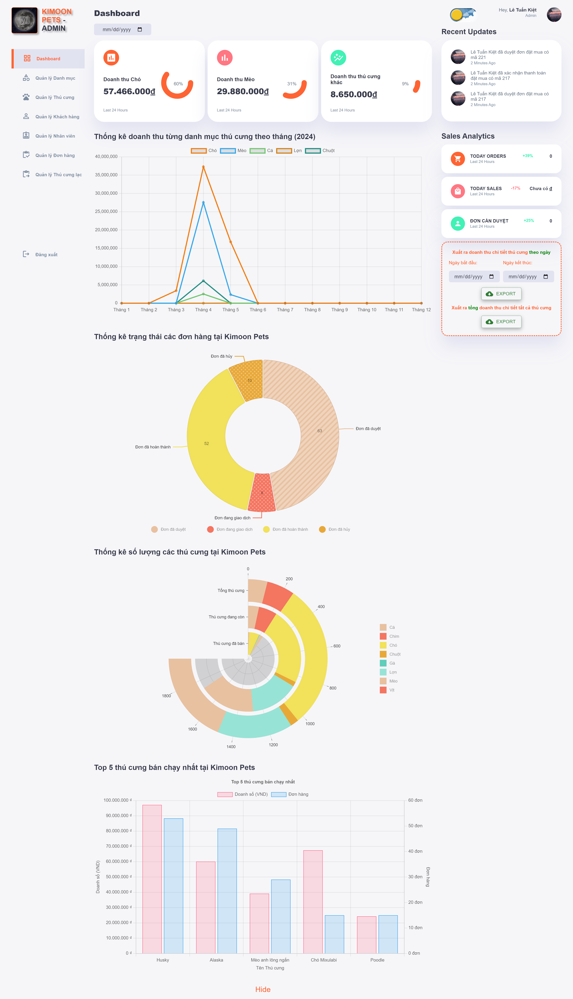 KIMOON
PETS -
ADMIN
Dashboard
Quản lý Danh mục
Quản lý Thú cưng
Quản lý Khách hàng
Quản lý Nhân viên
Quản lý Đơn hàng
Quản lý Thú cưng lạc
Đăng xuất
Dashboard
mm/dd/yyyy
Doanh thu Chó
57.466.000₫
60%
Last 24 Hours
Doanh thu Mèo
29.880.000₫
31%
Last 24 Hours
Doanh thu thú cưng
khác
8.650.000₫
9%
Last 24 Hours
Hey, Lê Tuấn Kiệt
Admin
Recent Updates
Lê Tuấn Kiệt đã duyệt đơn đặt mua có
mã 221
2 Minutes Ago
Lê Tuấn Kiệt đã xác nhận thanh toán
đặt mua có mã 217
2 Minutes Ago
Lê Tuấn Kiệt đã duyệt đơn đặt mua có
mã 217
2 Minutes Ago
Sales Analytics
TODAY ORDERS +39% 0
Last 24 Hours
TODAY SALES -17% Chưa có ₫
Last 24 Hours
ĐƠN CẦN DUYỆT +25% 0
Last 24 Hours
Xuất ra doanh thu chi tiết thú cưng theo ngày
Ngày bắt đầu: Ngày kết thúc:
mm/dd/yyyy mm/dd/yyyy
EXPORT
Xuất ra tổng doanh thu chi tiết tất cả thú cưng
EXPORT
Thống kê doanh thu từng danh mục thú cưng theo tháng (2024)
Chó Mèo Cá Lợn Chuột
40,000,000
35,000,000
30,000,000
25,000,000
20,000,000
15,000,000
10,000,000
5,000,000
0
Tháng 1 Tháng 2 Tháng 3 Tháng 4 Tháng 5 Tháng 6 Tháng 7 Tháng 8 Tháng 9 Tháng 10 Tháng 11 Tháng 12
Thống kê trạng thái các đơn hàng tại Kimoon Pets
Đơn đã hủy
10
63
Đơn đã duyệt
52
Đơn đã hoàn thành
8
Đơn đang giao dịch
Đơn đã duyệt Đơn đang giao dịch Đơn đã hoàn thành Đơn đã hủy
Thống kê số lượng các thú cưng tại Kimoon Pets
0
200
400
600
800
1000
1200
1400
1600
1800
Tổng thú cưng
Thú cưng đang còn
Thú cưng đã bán
Cá
Chim
Chó
Chuột
Gà
Lợn
Mèo
Vịt
Top 5 thú cưng bán chạy nhất tại Kimoon Pets
Top 5 thú cưng bán chạy nhất
Doanh số (VND) Đơn hàng
100.000.000 ₫
90.000.000 ₫
80.000.000 ₫
70.000.000 ₫
60.000.000 ₫
50.000.000 ₫
40.000.000 ₫
30.000.000 ₫
20.000.000 ₫
10.000.000 ₫
0 ₫
Doanh số (VND)
60 đơn
50 đơn
40 đơn
30 đơn
20 đơn
10 đơn
0 đơn
Đơn hàng
Husky Alaska Mèo anh lông ngắn Chó Mixulabi Poodle
Tên Thú cưng
Hide